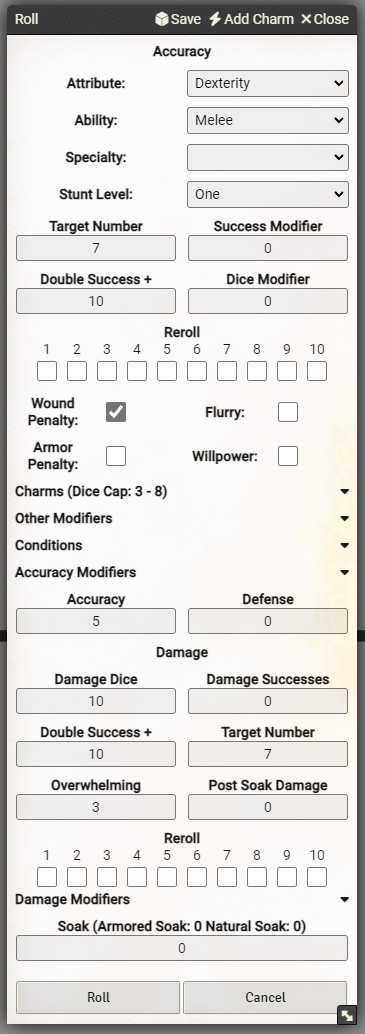 Roll Save Add Charm Close
Accuracy
Attribute: Dexterity
Ability: Melee
Specialty:
Stunt Level: One
Target Number Success Modifier
7 0
Double Success + Dice Modifier
10 0
Reroll
1 2 3 4 5 6 7 8 9 10
Wound
Penalty: Flurry:
Armor
Penalty: Willpower:
Charms (Dice Cap: 3 - 8)
Other Modifiers
Conditions
Accuracy Modifiers
Accuracy Defense
5 0
Damage
Damage Dice Damage Successes
10 0
Double Success + Target Number
10 7
Overwhelming Post Soak Damage
3 0
Reroll
1 2 3 4 5 6 7 8 9 10
Damage Modifiers
Soak (Armored Soak: 0 Natural Soak: 0)
0
Roll Cancel